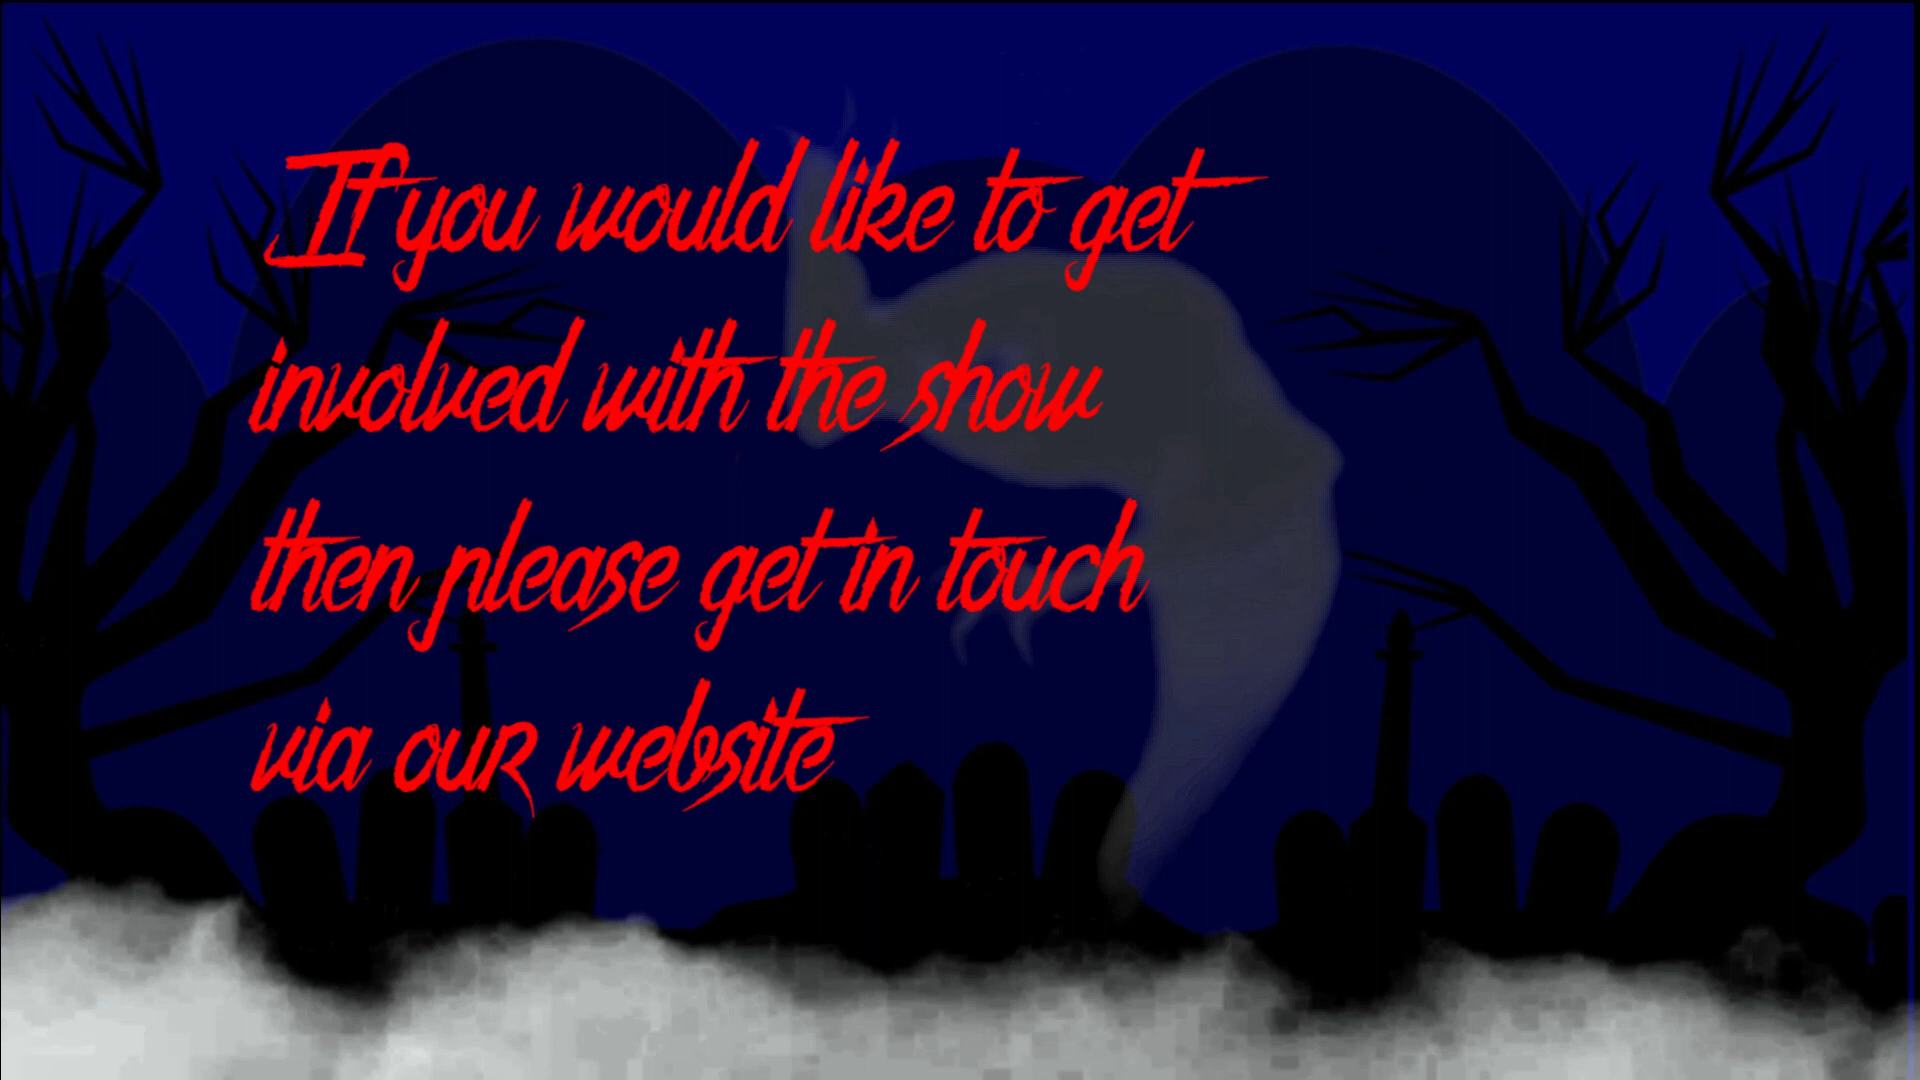 If you would like to get
involved with the show
then please get in touch
via our website